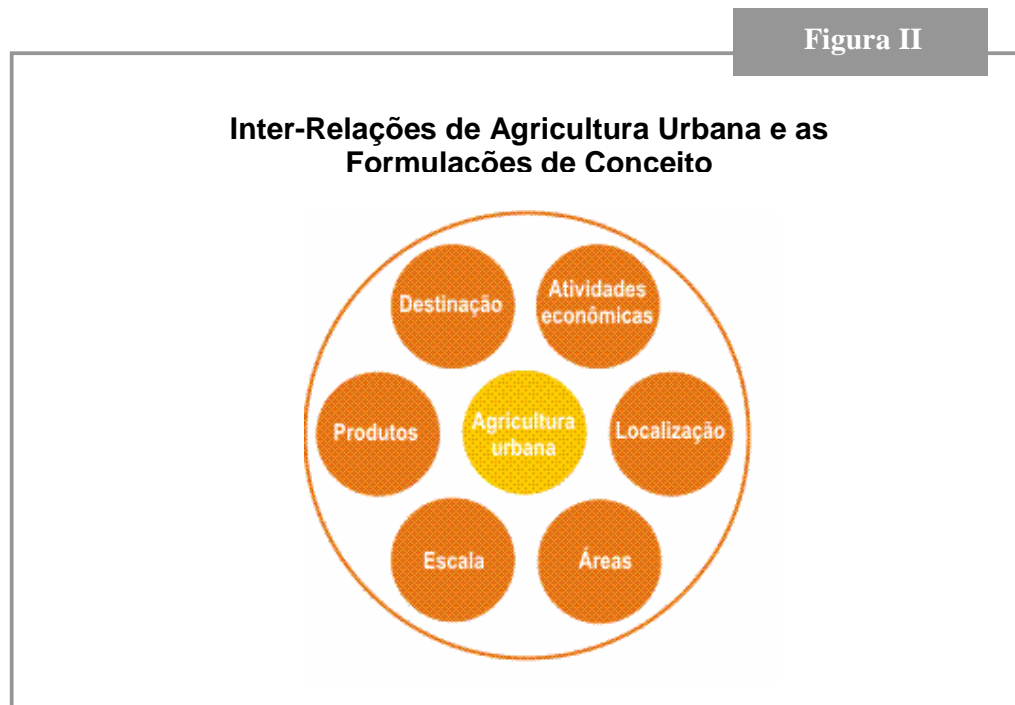 Figura II
Inter-Relações de Agricultura Urbana e as
Formulações de Conceito
Destinação
Atividades
econômicas
Produtos
Agricultura
urbana
Localização
Escala
Áreas